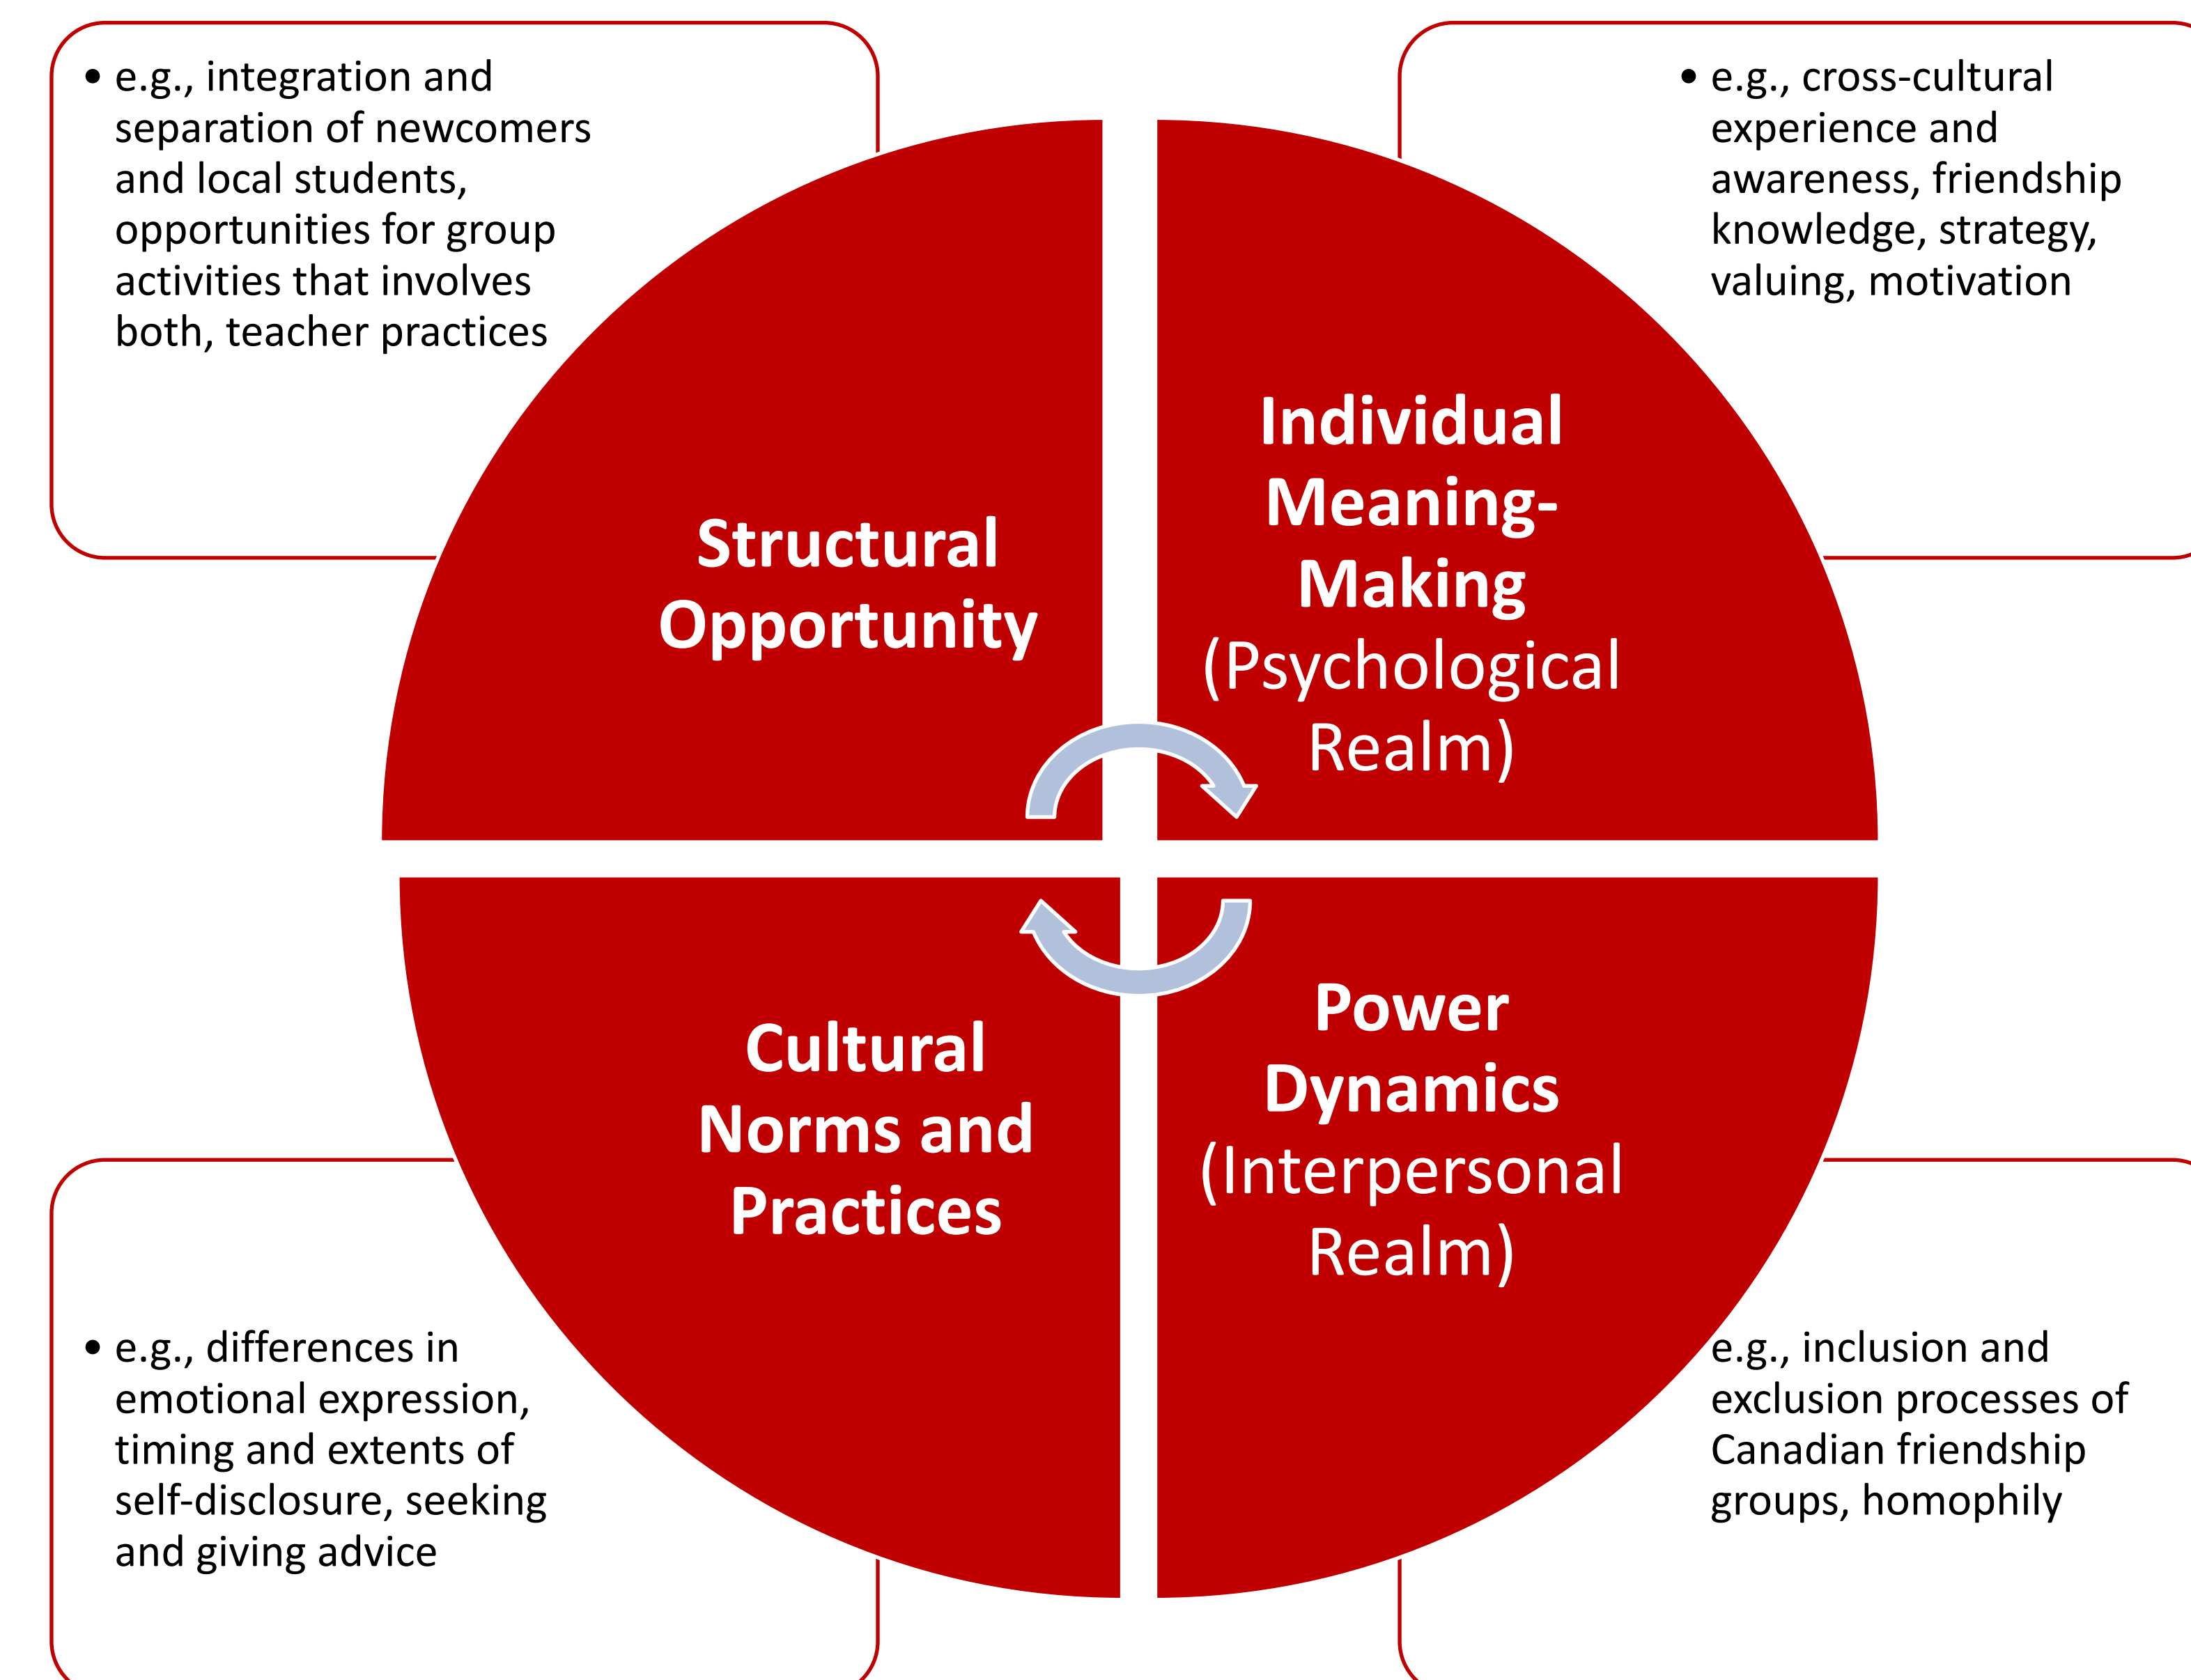 • e.g., integration and
separation of newcomers
and local students,
opportunities for group
activities that involves
both, teacher practices
• e.g., cross-cultural
experience and
awareness, friendship
knowledge, strategy,
valuing, motivation
Structural
Opportunity
Individual
Meaning-
Making
(Psychological
Realm)
Cultural
Norms and
Practices
Power
Dynamics
(Interpersonal
Realm)
• e.g., differences in
emotional expression,
timing and extents of
self-disclosure, seeking
and giving advice
e.g., inclusion and
exclusion processes of
Canadian friendship
groups, homophily